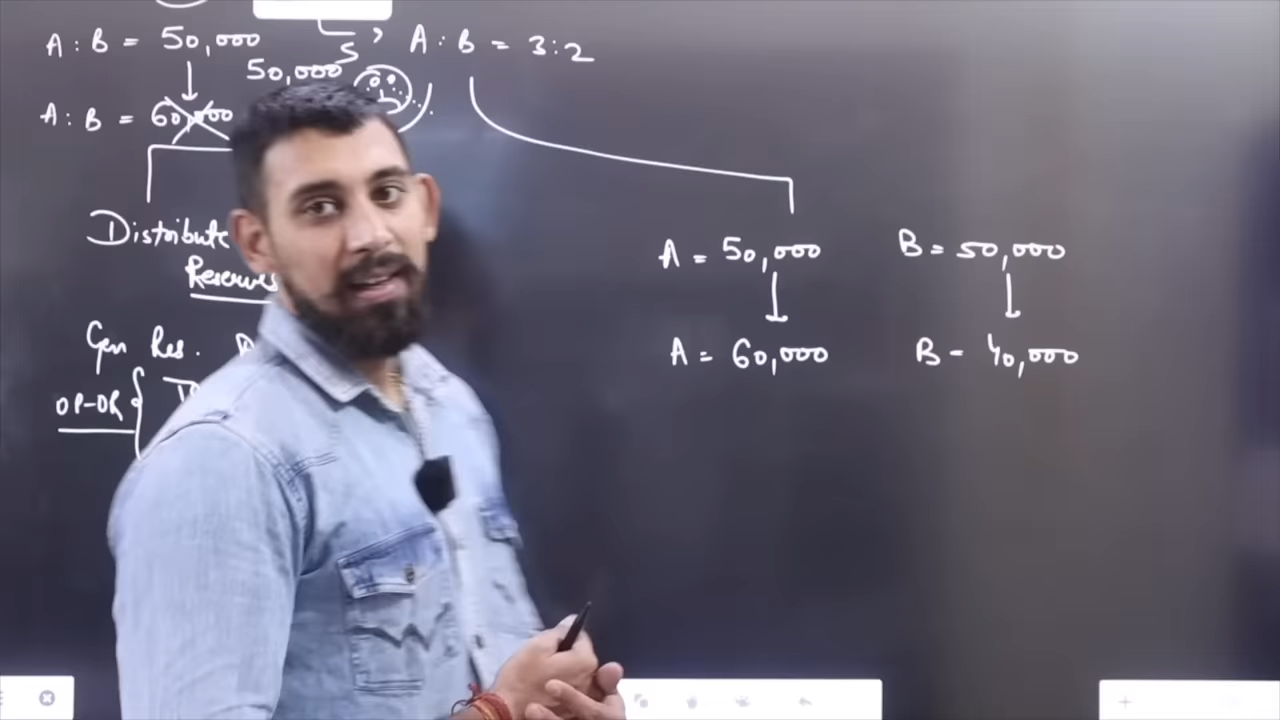 A : B = 50,000
50,000
A : B = 3:2
A : B = 60,000
Distribute
Reserves
Gen Res.
OP-OR
A = 50,000 B = 50,000
A = 60,000 B - 40,000